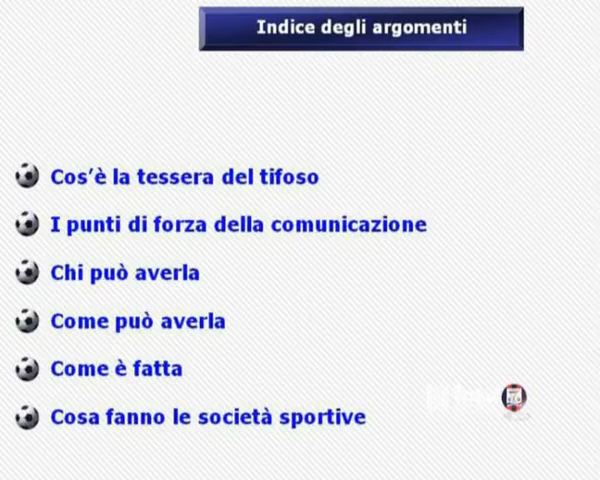 Indice degli argomenti
Cos'è la tessera del tifoso
I punti di forza della comunicazione
Chi può averla
Come può averla
Come è fatta
Cosa fanno le società sportive